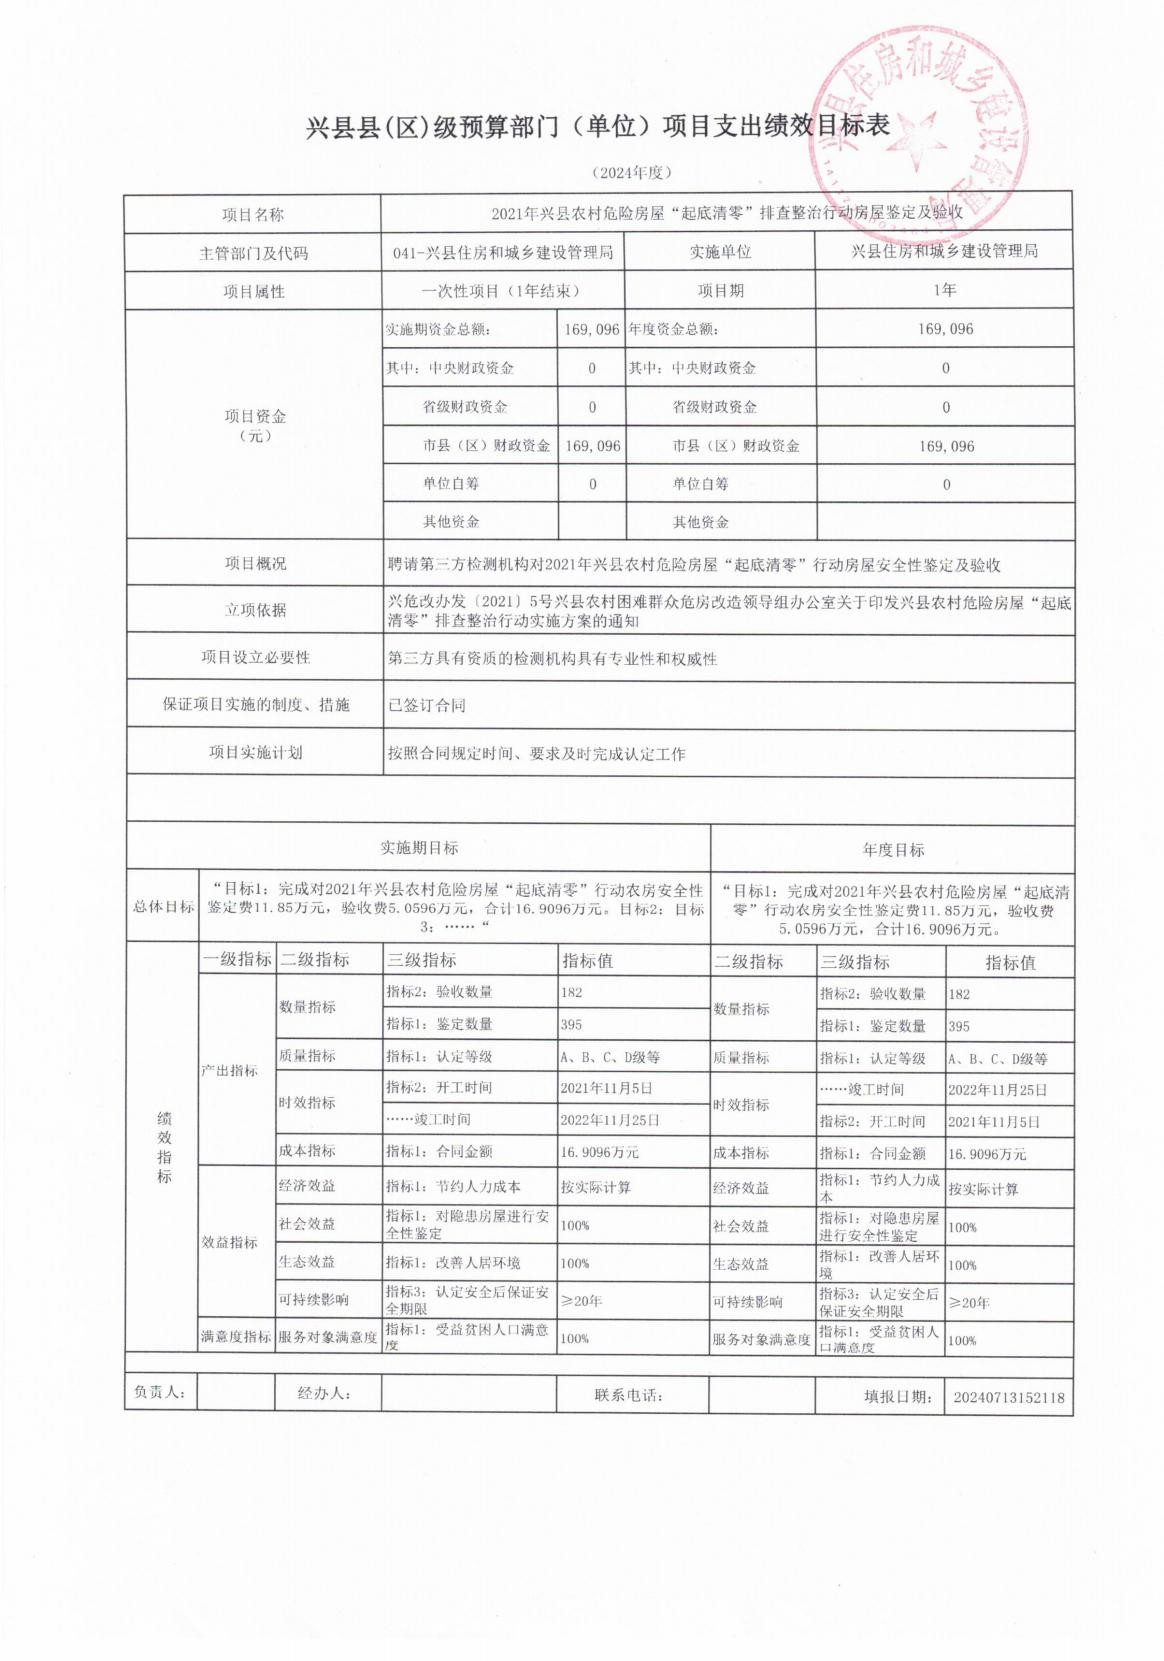 兴县住房和城乡建设管理局
兴县县(区)级预算部门（单位）项目支出绩效目标表
（2024年度）
项目名称 2021年兴县农村危险房屋“起底清零”排查整治行动房屋鉴定及验收
主管部门及代码 041-兴县住房和城乡建设管理局 实施单位 兴县住房和城乡建设管理局
项目属性 一次性项目（1年结束） 项目期 1年
项目资金
（元）
实施期资金总额： 169,096 年度资金总额： 169,096
其中：中央财政资金 0 其中：中央财政资金 0
省级财政资金 0 省级财政资金 0
市县（区）财政资金 169,096 市县（区）财政资金 169,096
单位自筹 0 单位自筹 0
其他资金 其他资金
项目概况 聘请第三方检测机构对2021年兴县农村危险房屋“起底清零”行动房屋安全性鉴定及验收
立项依据 兴危改办发〔2021〕5号兴县农村困难群众危房改造领导组办公室关于印发兴县农村危险房屋“起底
清零”排查整治行动实施方案的通知
项目设立必要性 第三方具有资质的检测机构具有专业性和权威性
保证项目实施的制度、措施 已签订合同
项目实施计划 按照合同规定时间、要求及时完成认定工作
实施期目标 年度目标
总体目标
“目标1：完成对2021年兴县农村危险房屋“起底清零”行动农房安全性
鉴定费11.85万元，验收费5.0596万元，合计16.9096万元。目标2：目标
3：……“
“目标1：完成对2021年兴县农村危险房屋“起底清
零”行动农房安全性鉴定费11.85万元，验收费
5.0596万元，合计16.9096万元。
绩
效
指
标
一级指标 二级指标 三级指标 指标值 二级指标 三级指标 指标值
产出指标
数量指标 指标2：验收数量 182 数量指标 指标2：验收数量 182
指标1：鉴定数量 395 指标1：鉴定数量 395
质量指标 指标1：认定等级 A、B、C、D级等 质量指标 指标1：认定等级 A、B、C、D级等
时效指标 指标2：开工时间 2021年11月5日 时效指标 ……竣工时间 2022年11月25日
……竣工时间 2022年11月25日 指标2：开工时间 2021年11月5日
成本指标 指标1：合同金额 16.9096万元 成本指标 指标1：合同金额 16.9096万元
效益指标
经济效益 指标1：节约人力成本 按实际计算 经济效益 指标1：节约人力成
本 按实际计算
社会效益 指标1：对隐患房屋进行安
全性鉴定 100% 社会效益 指标1：对隐患房屋
进行安全性鉴定 100%
生态效益 指标1：改善人居环境 100% 生态效益 指标1：改善人居环
境 100%
可持续影响 指标3：认定安全后保证安
全期限 ≥20年 可持续影响 指标3：认定安全后
保证安全期限 ≥20年
满意度指标 服务对象满意度 指标1：受益贫困人口满意
度 100% 服务对象满意度 指标1：受益贫困人
口满意度 100%
负责人： 经办人： 联系电话： 填报日期： 20240713152118